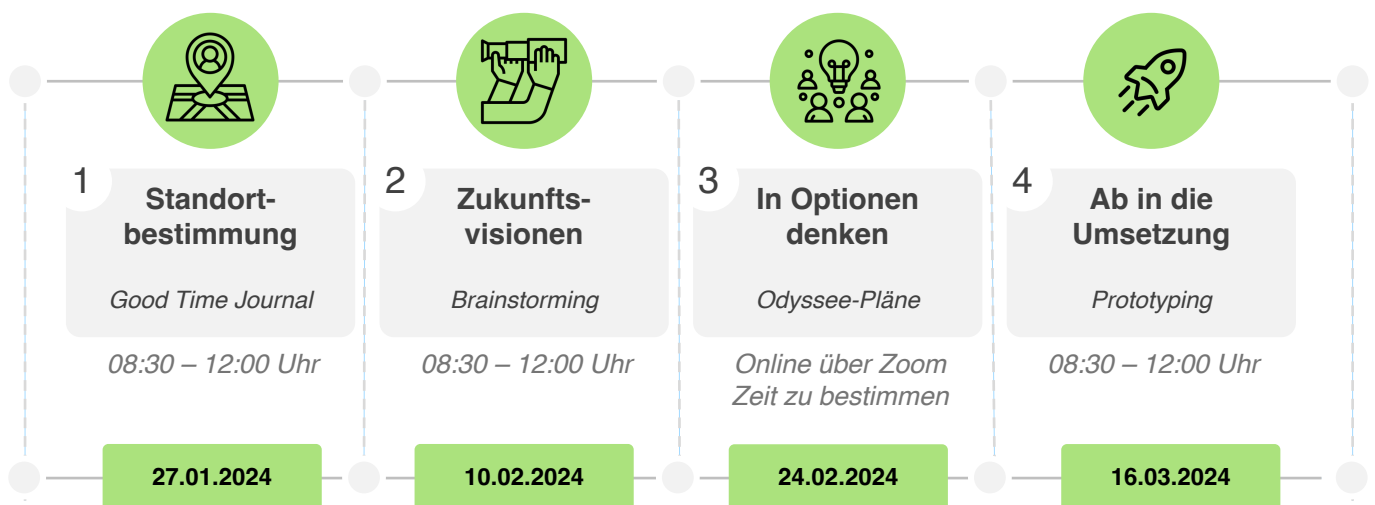 1
Standort-
bestimmung
Good Time Journal
08:30 – 12:00 Uhr
27.01.2024
2
Zukunfts-
visionen
Brainstorming
08:30 – 12:00 Uhr
10.02.2024
3
In Optionen
denken
Odyssee-Pläne
Online über Zoom
Zeit zu bestimmen
24.02.2024
4
Ab in die
Umsetzung
Prototyping
08:30 – 12:00 Uhr
16.03.2024